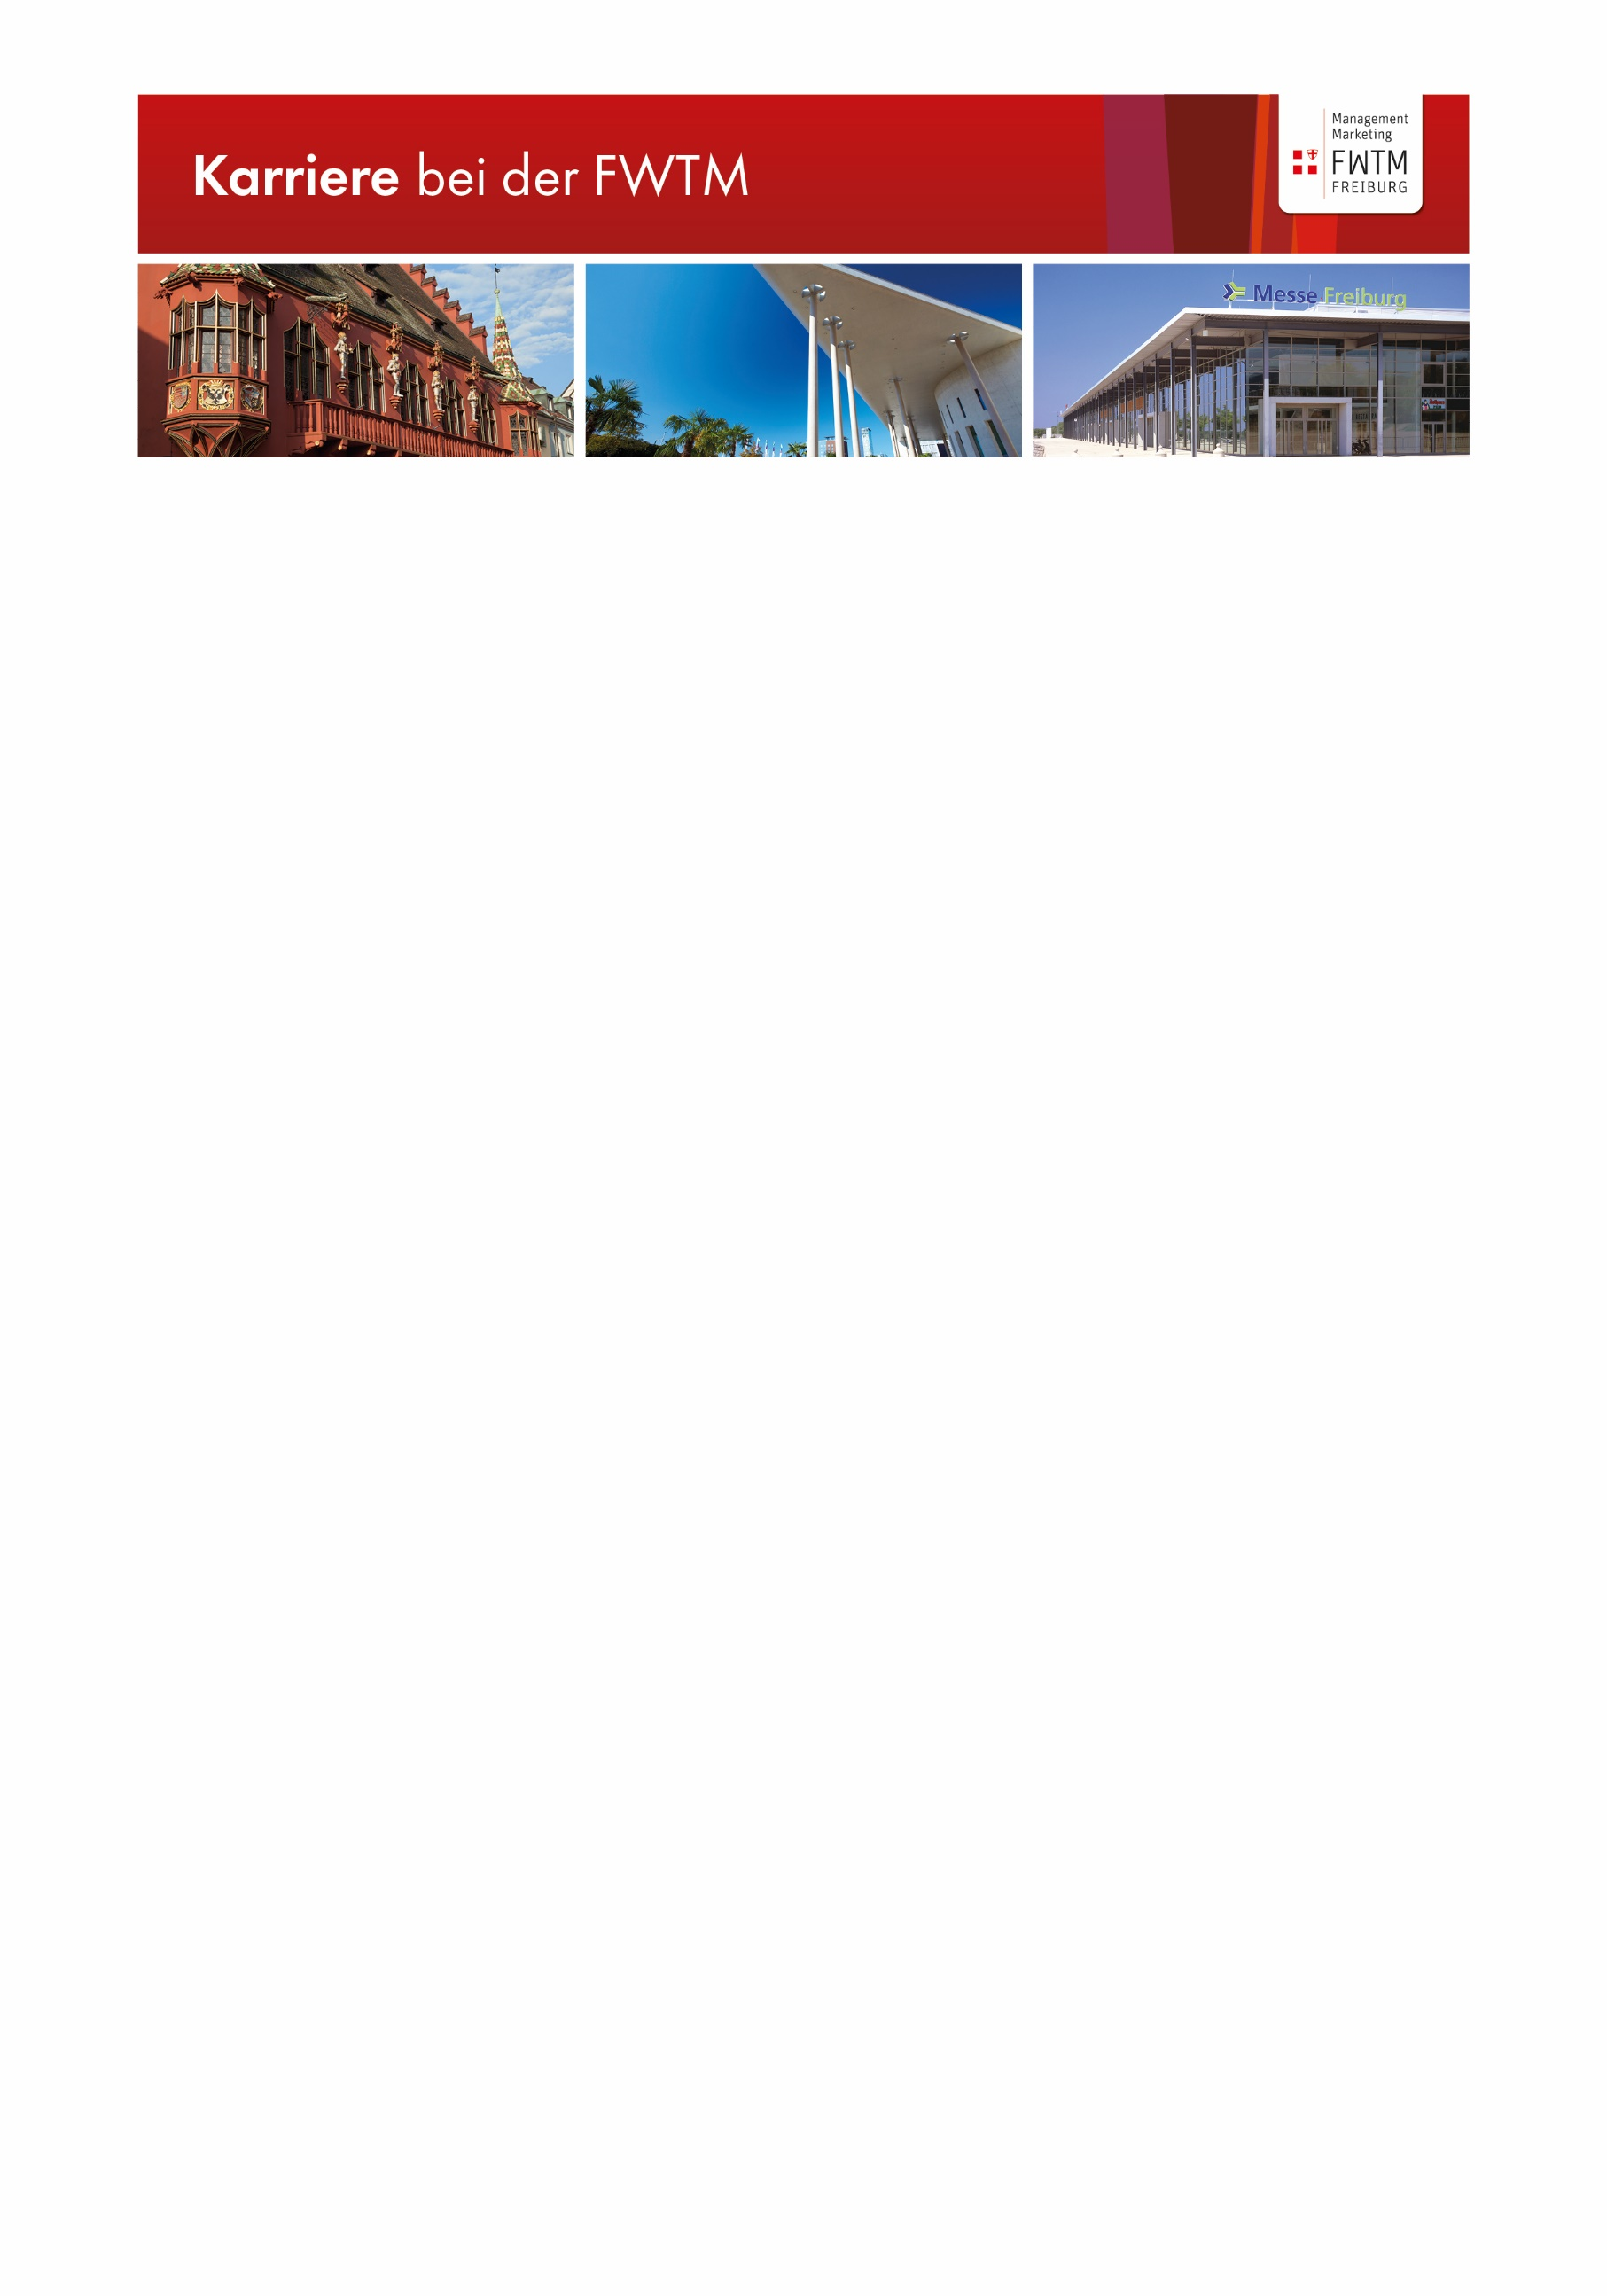 Karriere bei der FWTM
Management
Marketing
FWTM
FREIBURG
Messe Freiburg